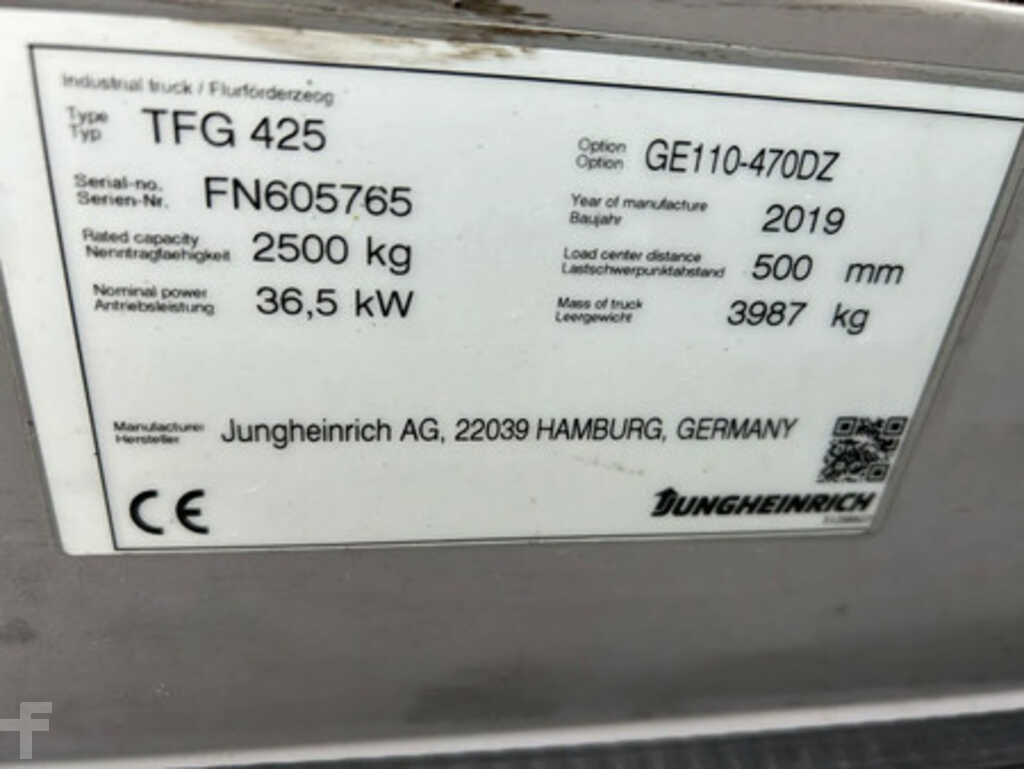 Industrial truck / Flurförderzeog
Type
Typ
TFG 425
Option
Option
GE110-470DZ
Serial-no.
Serien-Nr.
FN605765
Year of manufacture
Baujahr
2019
Rated capacity
Nenntragfaehigkeit
2500 kg
Load center distance
Lastschwerpunktabstand
500 mm
Nominal power
Antriebsleistung
36,5 kW
Mass of truck
Leergewicht
3987 kg
Manufacturer
Hersteller
Jungheinrich AG, 22039 HAMBURG, GERMANY
CE
JUNGHEINRICH